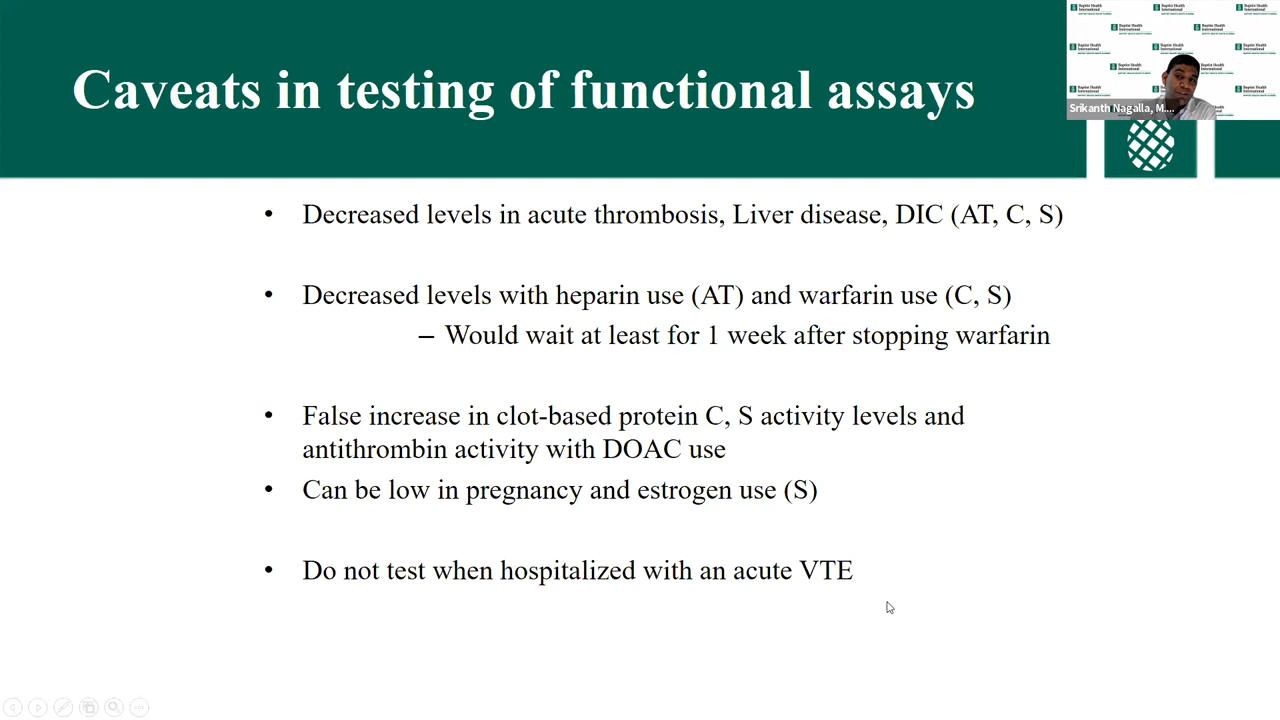 Caveats in testing of functional assays
Baptist Health
International
Srikanth Nagalla, M....
• Decreased levels in acute thrombosis, Liver disease, DIC (AT, C, S)
• Decreased levels with heparin use (AT) and warfarin use (C, S)
– Would wait at least for 1 week after stopping warfarin
• False increase in clot-based protein C, S activity levels and
antithrombin activity with DOAC use
• Can be low in pregnancy and estrogen use (S)
• Do not test when hospitalized with an acute VTE